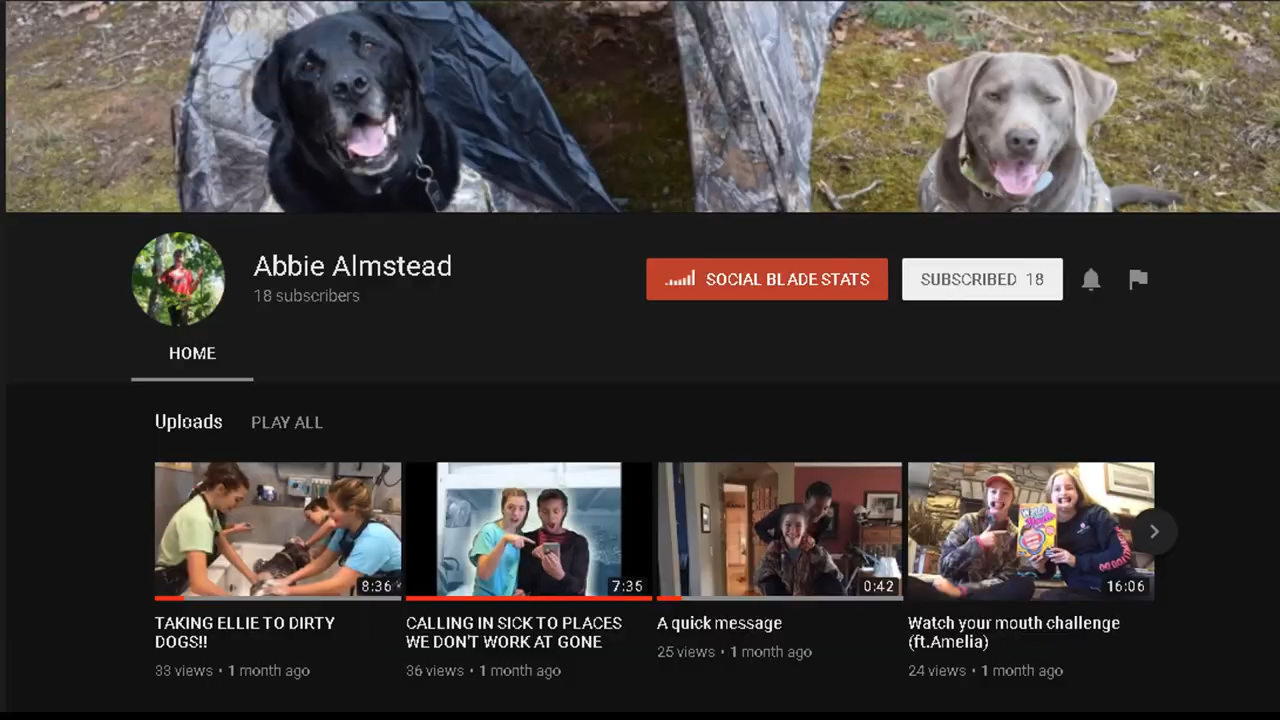 Abbie Almstead
18 subscribers
SOCIAL BLADE STATS
SUBSCRIBED 18
HOME
Uploads PLAY ALL
8:36
7:35
0:42
16:06
TAKING ELLIE TO DIRTY
DOGS!!
33 views • 1 month ago
CALLING IN SICK TO PLACES
WE DON'T WORK AT GONE
36 views • 1 month ago
A quick message
25 views • 1 month ago
Watch your mouth challenge
(ft.Amelia)
24 views • 1 month ago